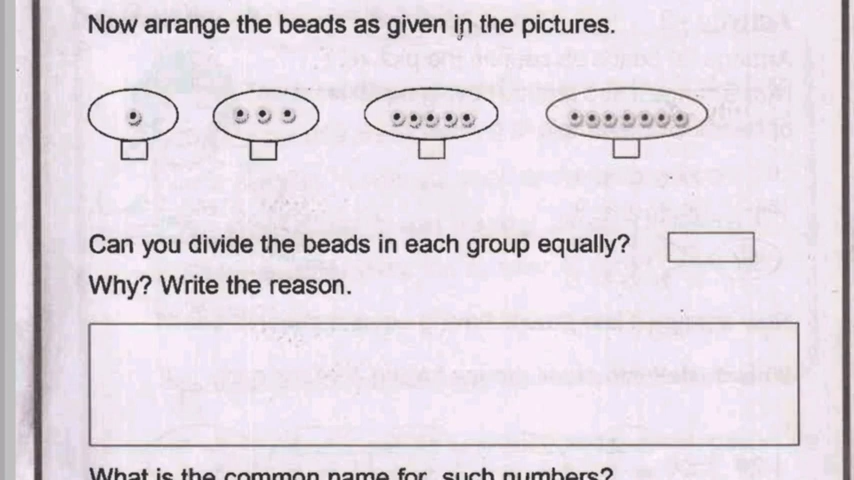 Now arrange the beads as given in the pictures.
Can you divide the beads in each group equally?
Why? Write the reason.
What is the common name for such numbers?